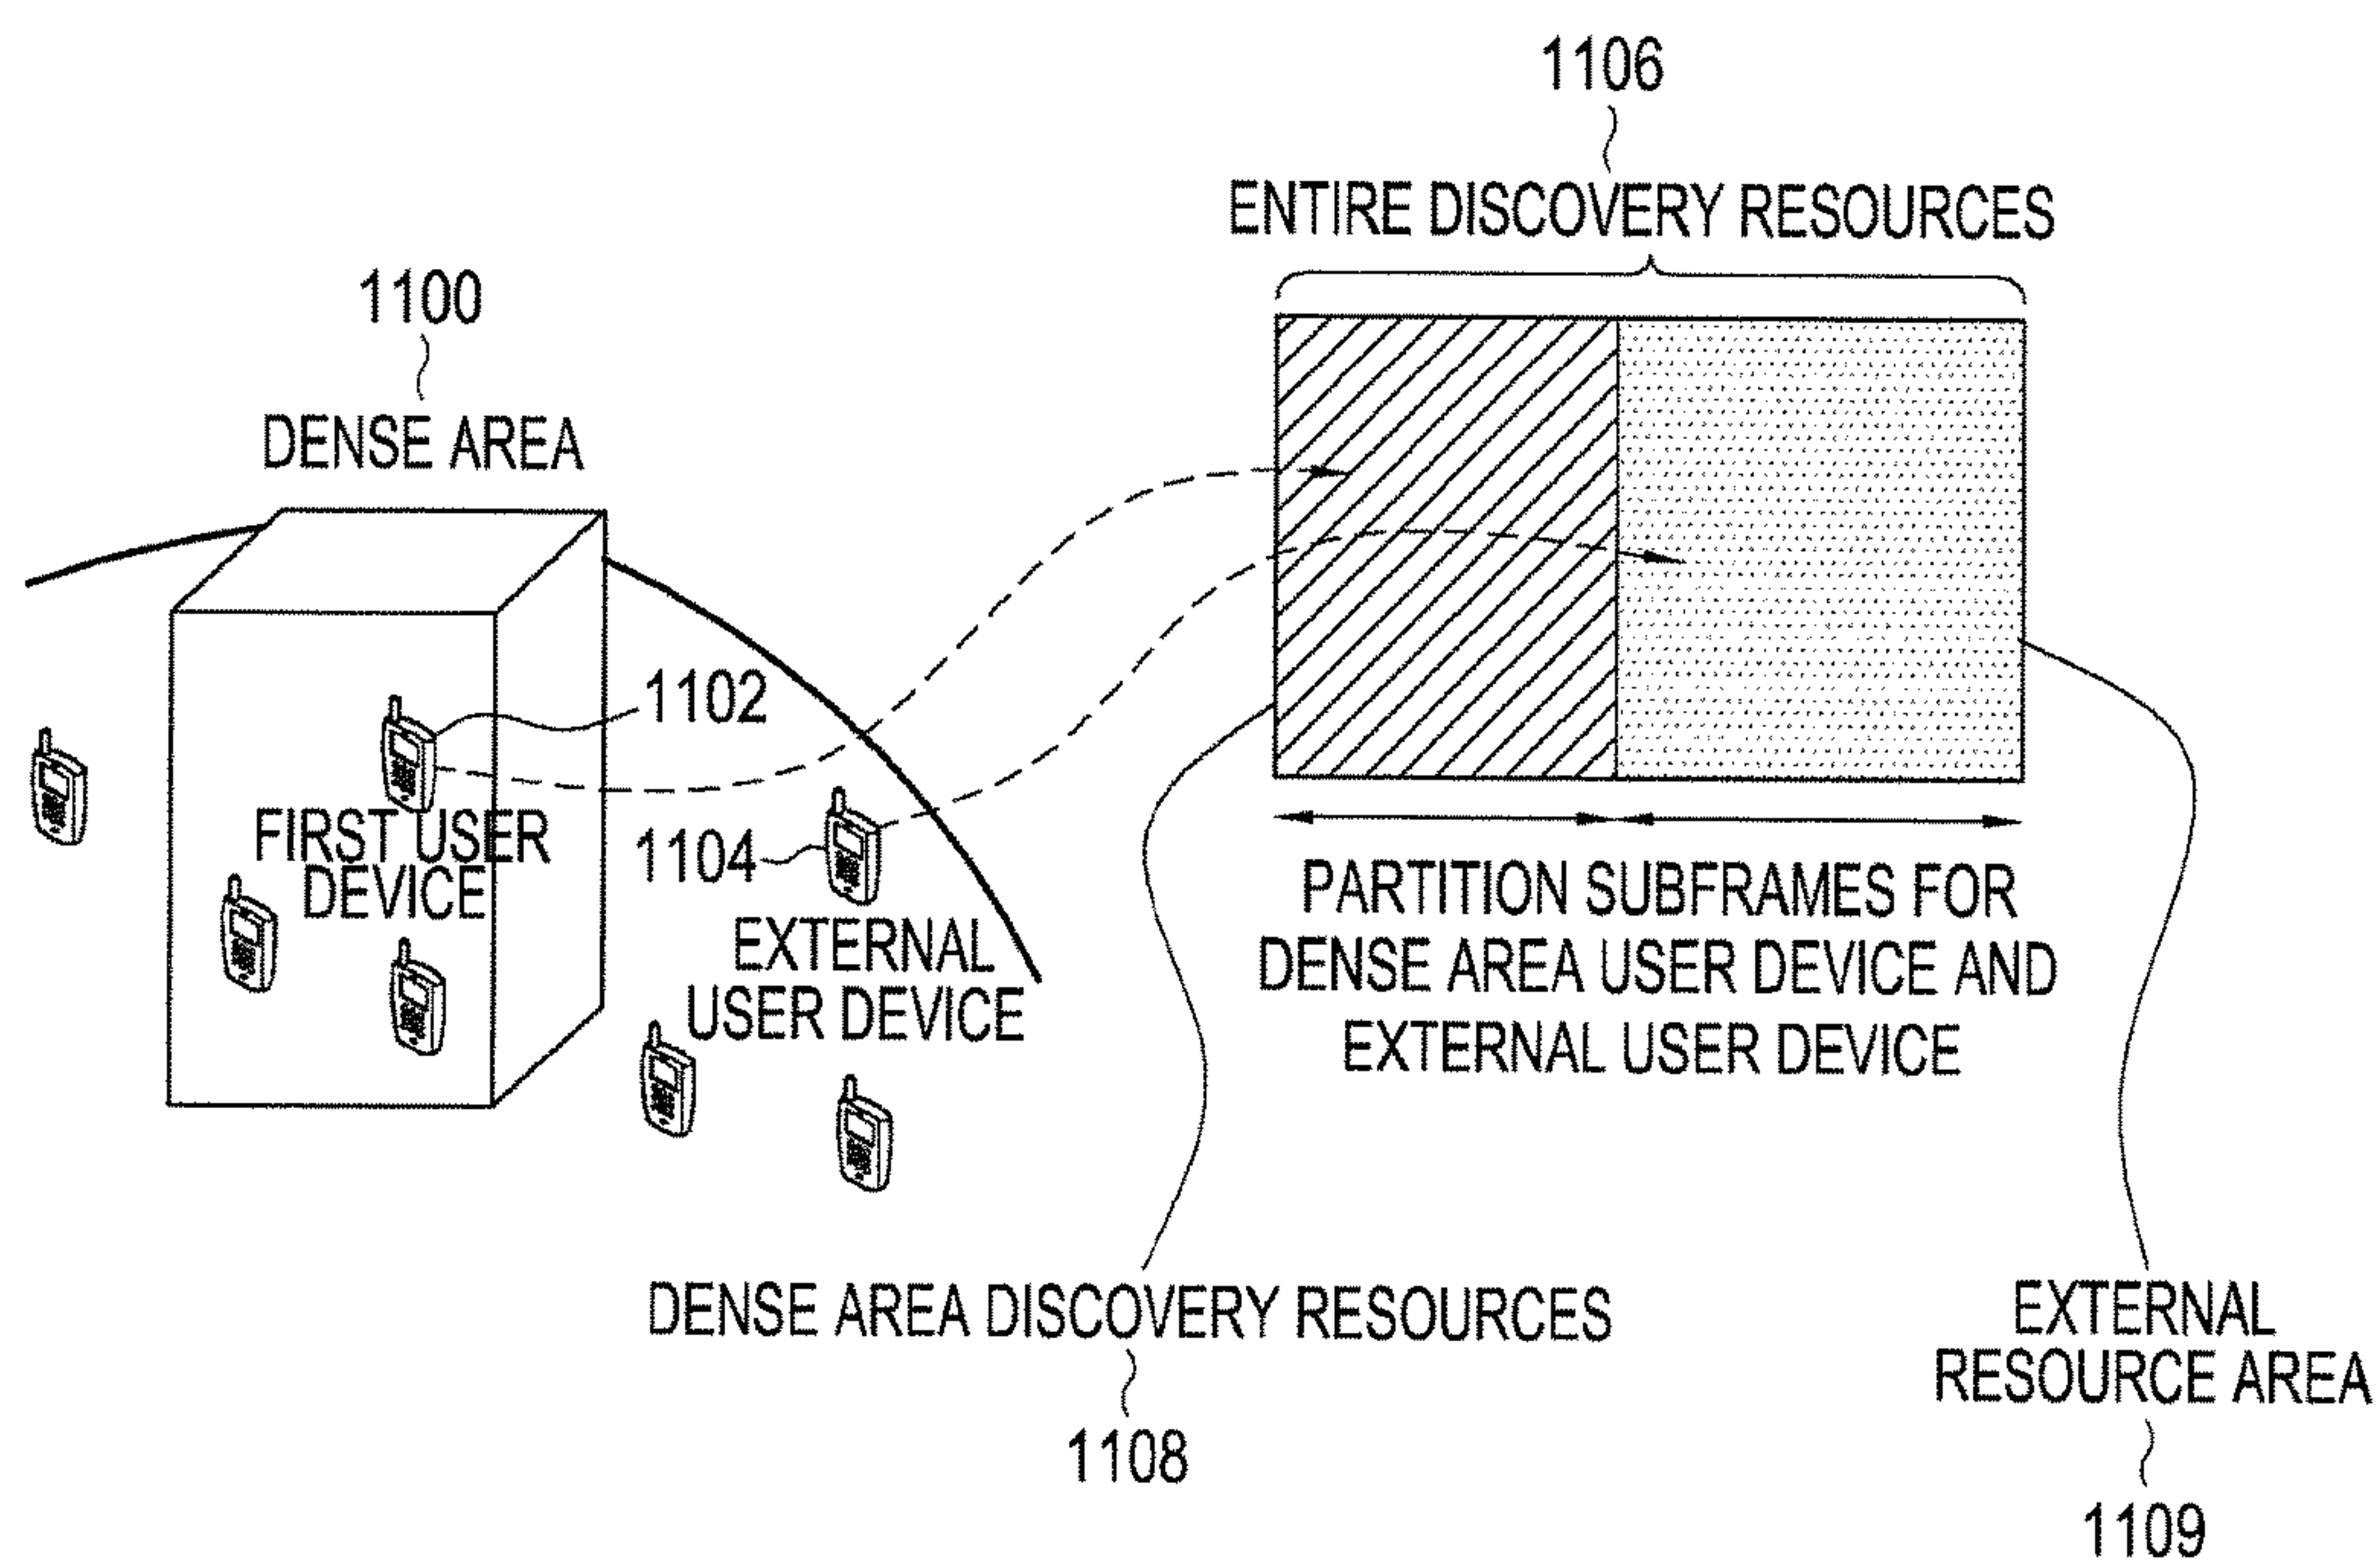 1106
ENTIRE DISCOVERY RESOURCES
1100
DENSE AREA
1102
FIRST USER
DEVICE
1104
EXTERNAL
USER DEVICE
PARTITION SUBFRAMES FOR
DENSE AREA USER DEVICE AND
EXTERNAL USER DEVICE
DENSE AREA DISCOVERY RESOURCES
1108
EXTERNAL
RESOURCE AREA
1109